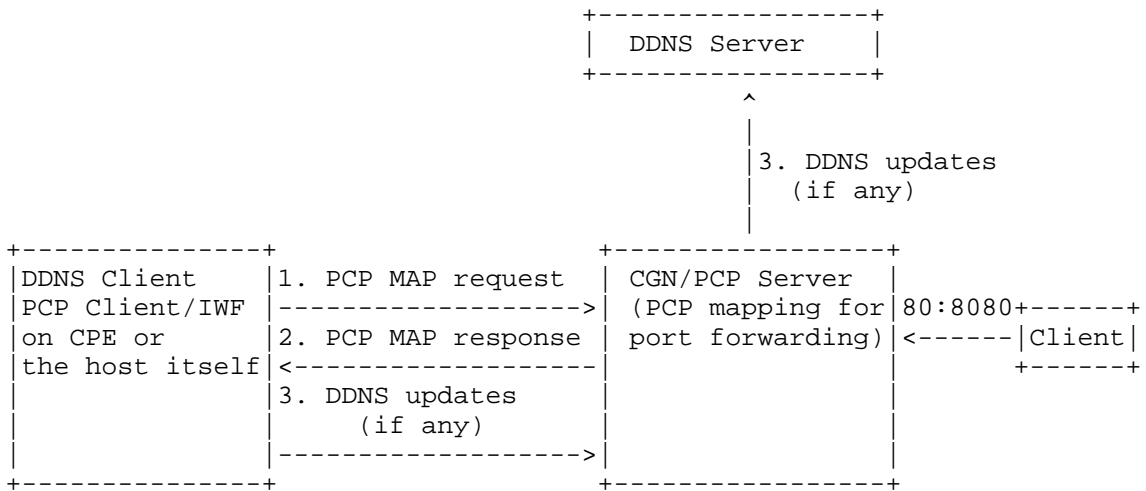 DDNS Server
3. DDNS updates
(if any)
DDNS Client
PCP Client/IWF
on CPE or
the host itself
1. PCP MAP request
2. PCP MAP response
3. DDNS updates
(if any)
CGN/PCP Server
(PCP mapping for
port forwarding)
80:8080
Client